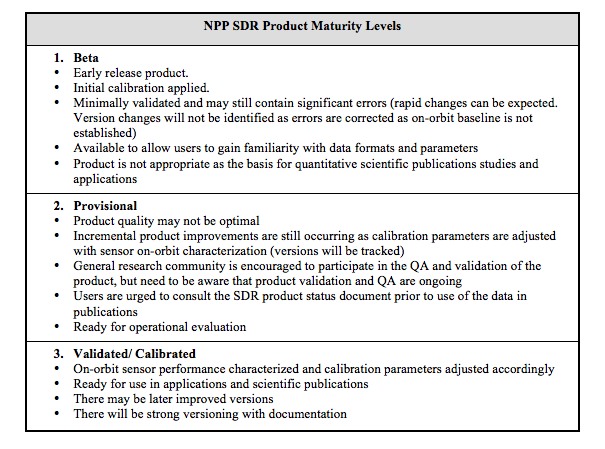 NPP SDR Product Maturity Levels
1. Beta
• Early release product.
• Initial calibration applied.
• Minimally validated and may still contain significant errors (rapid changes can be expected.
Version changes will not be identified as errors are corrected as on-orbit baseline is not
established)
• Available to allow users to gain familiarity with data formats and parameters
• Product is not appropriate as the basis for quantitative scientific publications studies and
applications
2. Provisional
• Product quality may not be optimal
• Incremental product improvements are still occurring as calibration parameters are adjusted
with sensor on-orbit characterization (versions will be tracked)
• General research community is encouraged to participate in the QA and validation of the
product, but need to be aware that product validation and QA are ongoing
• Users are urged to consult the SDR product status document prior to use of the data in
publications
• Ready for operational evaluation
3. Validated/ Calibrated
• On-orbit sensor performance characterized and calibration parameters adjusted accordingly
• Ready for use in applications and scientific publications
• There may be later improved versions
• There will be strong versioning with documentation